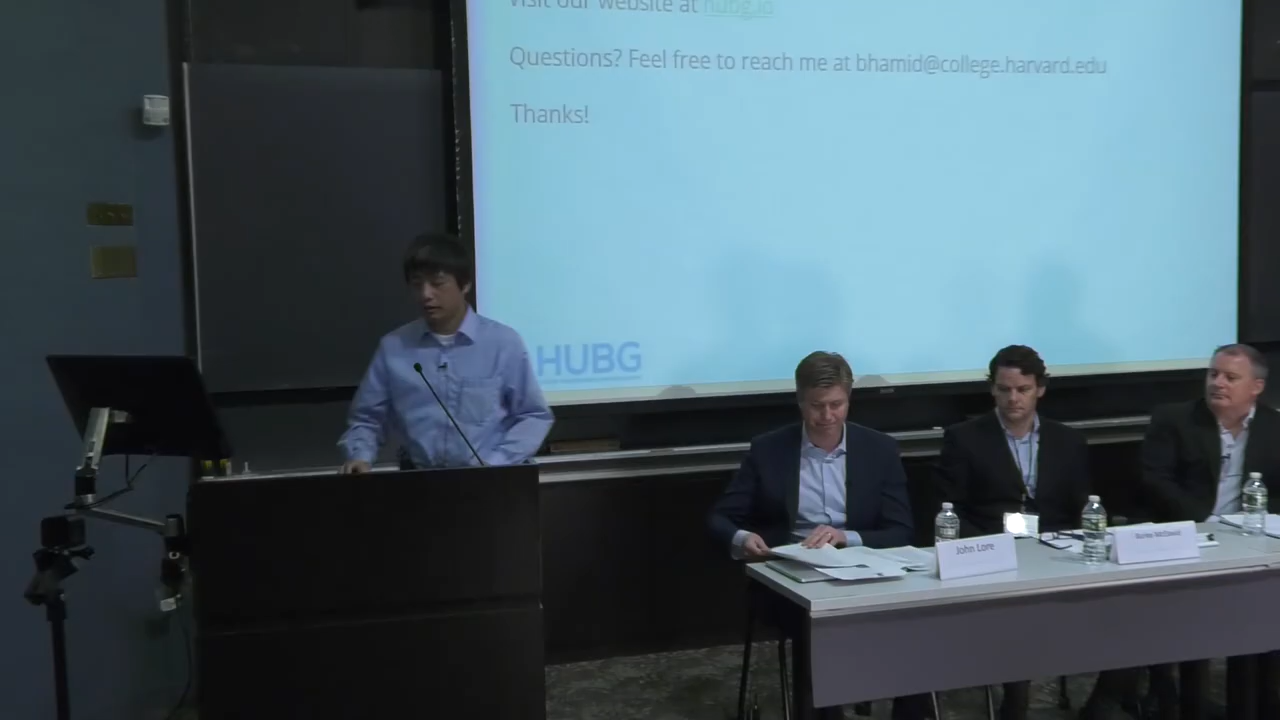 visit our website at hubg.io
Questions? Feel free to reach me at bhamid@college.harvard.edu
Thanks!
HUBG
John Lore